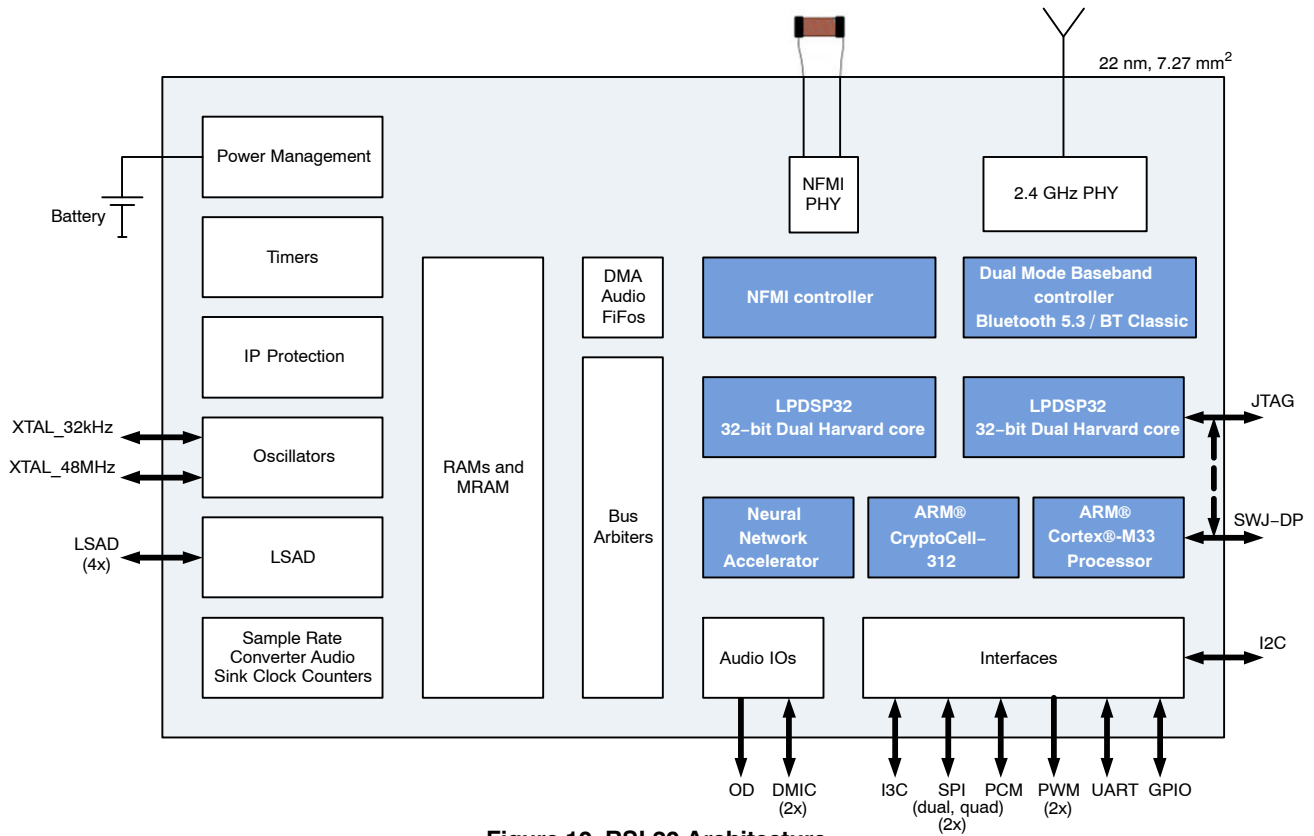 22 nm, 7.27 mm2
Power Management
Battery
NFMI
PHY
2.4 GHz PHY
Timers
DMA
Audio
FiFos
NFMI controller
Dual Mode Baseband
controller
Bluetooth 5.3 / BT Classic
IP Protection
LPDSP32
32−bit Dual Harvard core
LPDSP32
32−bit Dual Harvard core
JTAG
XTAL_32kHz
XTAL_48MHz
Oscillators
RAMs and
MRAM
Bus
Arbiters
Neural
Network
Accelerator
ARM®
CryptoCell−
312
ARM®
Cortex®-M33
Processor
SWJ−DP
LSAD
(4x)
LSAD
Sample Rate
Converter Audio
Sink Clock Counters
Audio IOs
Interfaces
I2C
OD
DMIC
(2x)
I3C
SPI
(dual, quad)
(2x)
PCM
PWM
(2x)
UART
GPIO